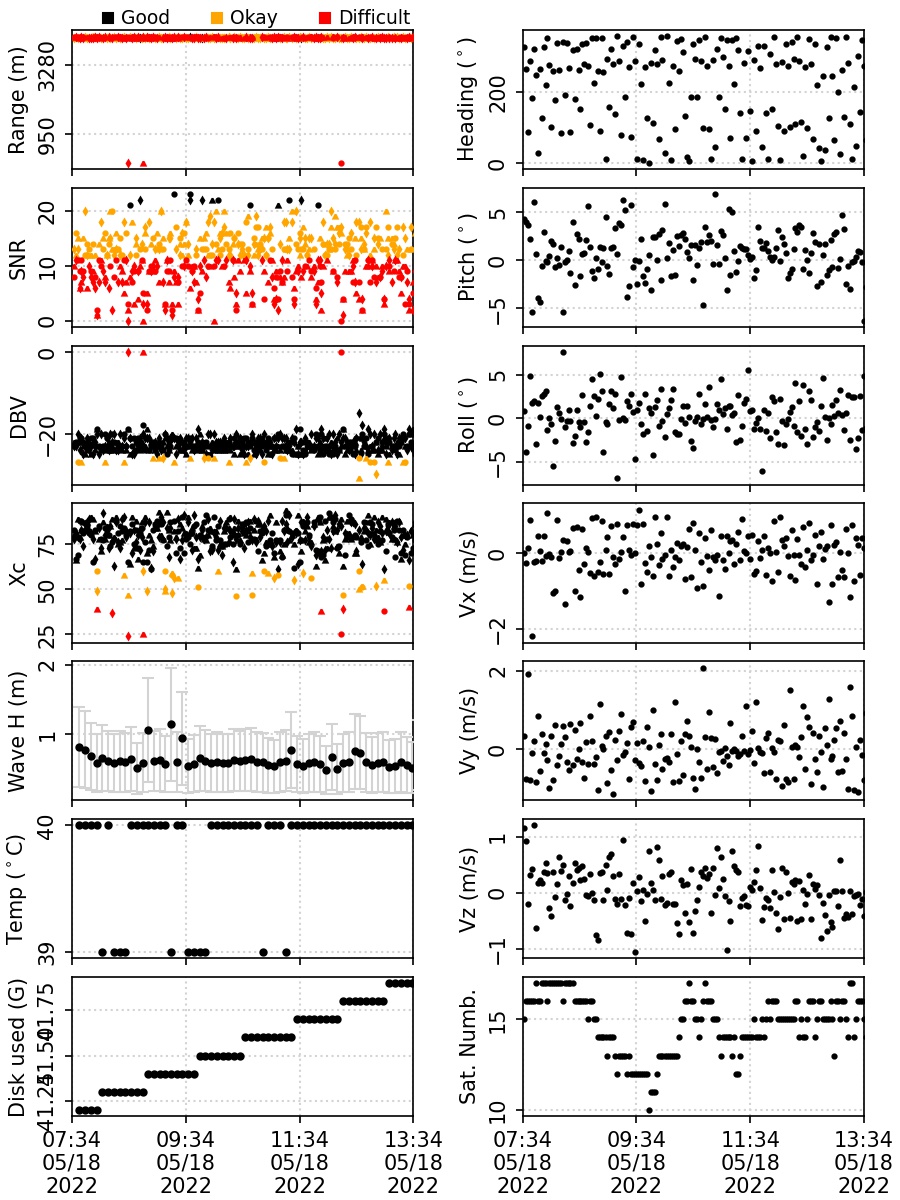 Good Okay Difficult
Range (m)
3280
950
Heading (°)
200
0
SNR
20
10
0
Pitch (°)
5
0
−5
DBV
0
−20
Roll (°)
5
0
−5
Xc
75
50
25
Vx (m/s)
0
−2
Wave H (m)
2
1
Vy (m/s)
2
0
Temp (°C)
40
39
Vz (m/s)
1
0
−1
Disk used (G)
41.75
41.50
41.25
Sat. Numb.
15
10
07:34 09:34 11:34 13:34
05/18 05/18 05/18 05/18
2022 2022 2022 2022
07:34 09:34 11:34 13:34
05/18 05/18 05/18 05/18
2022 2022 2022 2022